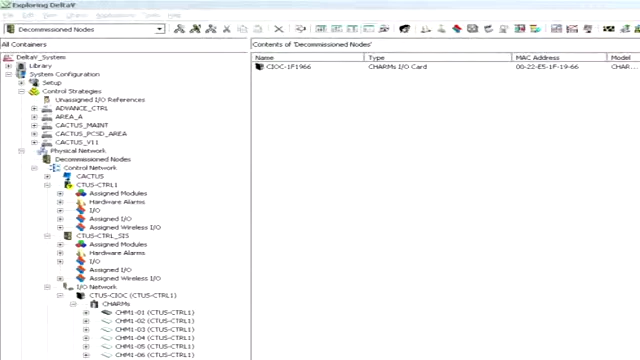 Exploring DeltaV
Decommissioned Nodes
All Containers
Contents of 'Decommissioned Nodes'
DeltaV_System
Library
System Configuration
Setup
Control Strategies
Unassigned I/O References
ADVANCE_CTRL
AREA_A
CACTUS_MAINT
CACTUS_PCSD_AREA
CACTUS_V11
Physical Network
Decommissioned Nodes
Control Network
CACTUS
CTUS-CTRL1
Assigned Modules
Hardware Alarms
I/O
Assigned I/O
Assigned Wireless I/O
CTUS-CTRL_SIS
Assigned Modules
Hardware Alarms
I/O
Assigned I/O
Assigned Wireless I/O
I/O Network
CTUS-CIOC (CTUS-CTRL1)
CHARMs
CHM1-01 (CTUS-CTRL1)
CHM1-02 (CTUS-CTRL1)
CHM1-03 (CTUS-CTRL1)
CHM1-04 (CTUS-CTRL1)
CHM1-05 (CTUS-CTRL1)
CHM1-06 (CTUS-CTRL1)
Name Type MAC Address Model
CIOC-1F1966 CHARMs I/O Card 00-22-E5-1F-19-66 CHAR...